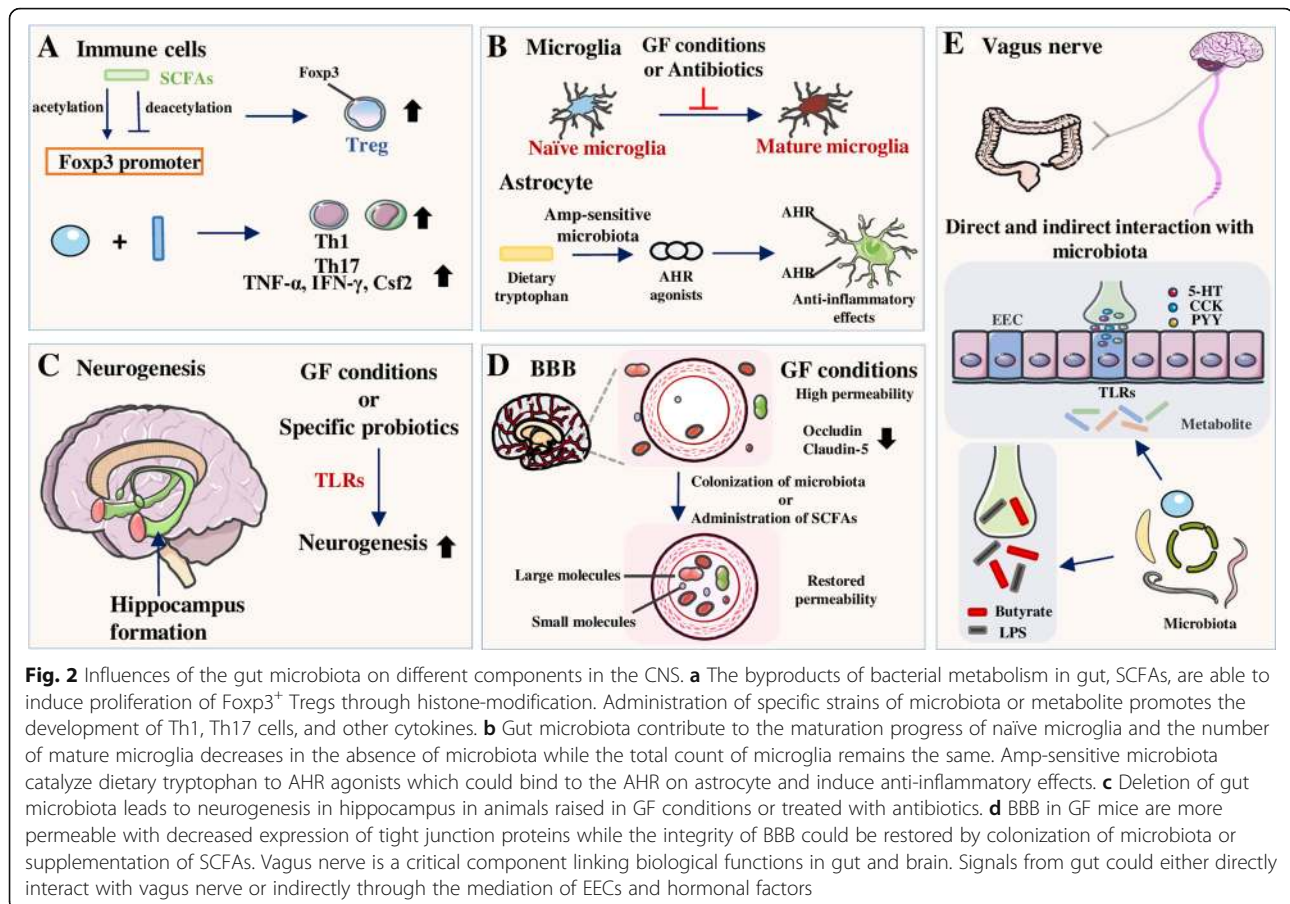 A Immune cells
SCFAs
acetylation
deacetylation
Foxp3 promoter
Foxp3
Treg
+
Th1
Th17
TNF-α, IFN-γ, Csf2
B Microglia
GF conditions
or Antibiotics
Naïve microglia
Mature microglia
Astrocyte
Amp-sensitive
microbiota
Dietary
tryptophan
AHR
agonists
AHR
AHR
Anti-inflammatory
effects
C Neurogenesis
GF conditions
or
Specific probiotics
TLRs
Neurogenesis
Hippocampus
formation
D BBB
GF conditions
High permeability
Occludin
Claudin-5
Colonization of microbiota
or
Administration of SCFAs
Large molecules
Small molecules
Restored
permeability
E Vagus nerve
Direct and indirect interaction with
microbiota
5-HT
CCK
PYY
EEC
TLRs
Metabolite
Butyrate
LPS
Microbiota
Fig. 2 Influences of the gut microbiota on different components in the CNS. a The byproducts of bacterial metabolism in gut, SCFAs, are able to
induce proliferation of Foxp3+ Tregs through histone-modification. Administration of specific strains of microbiota or metabolite promotes the
development of Th1, Th17 cells, and other cytokines. b Gut microbiota contribute to the maturation progress of naïve microglia and the number
of mature microglia decreases in the absence of microbiota while the total count of microglia remains the same. Amp-sensitive microbiota
catalyze dietary tryptophan to AHR agonists which could bind to the AHR on astrocyte and induce anti-inflammatory effects. c Deletion of gut
microbiota leads to neurogenesis in hippocampus in animals raised in GF conditions or treated with antibiotics. d BBB in GF mice are more
permeable with decreased expression of tight junction proteins while the integrity of BBB could be restored by colonization of microbiota or
supplementation of SCFAs. Vagus nerve is a critical component linking biological functions in gut and brain. Signals from gut could either directly
interact with vagus nerve or indirectly through the mediation of EECs and hormonal factors